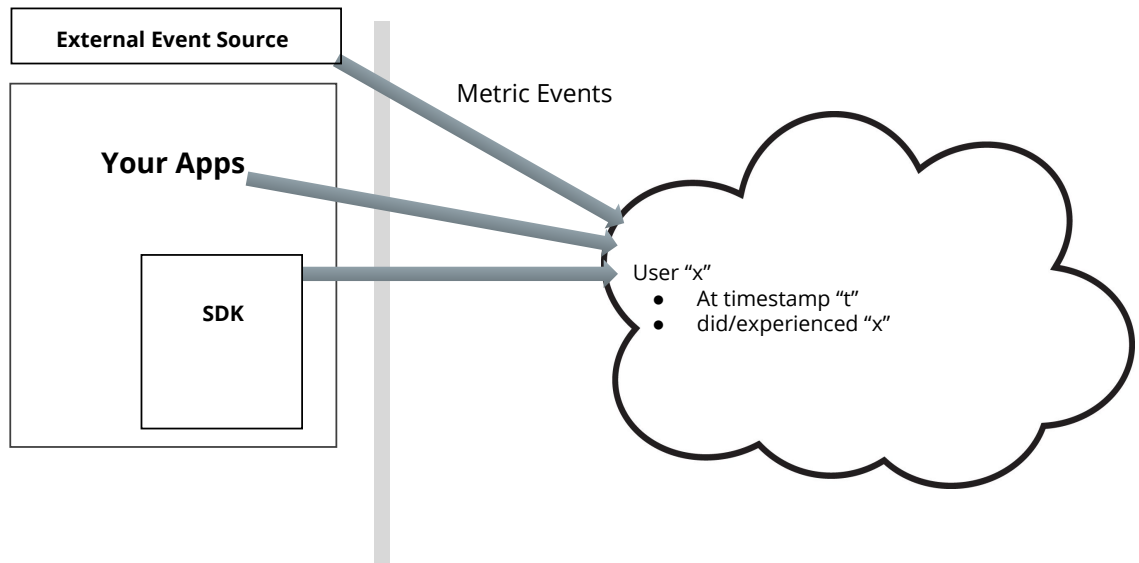 External Event Source
Metric Events
Your Apps
SDK
User “x”
● At timestamp “t”
● did/experienced “x”